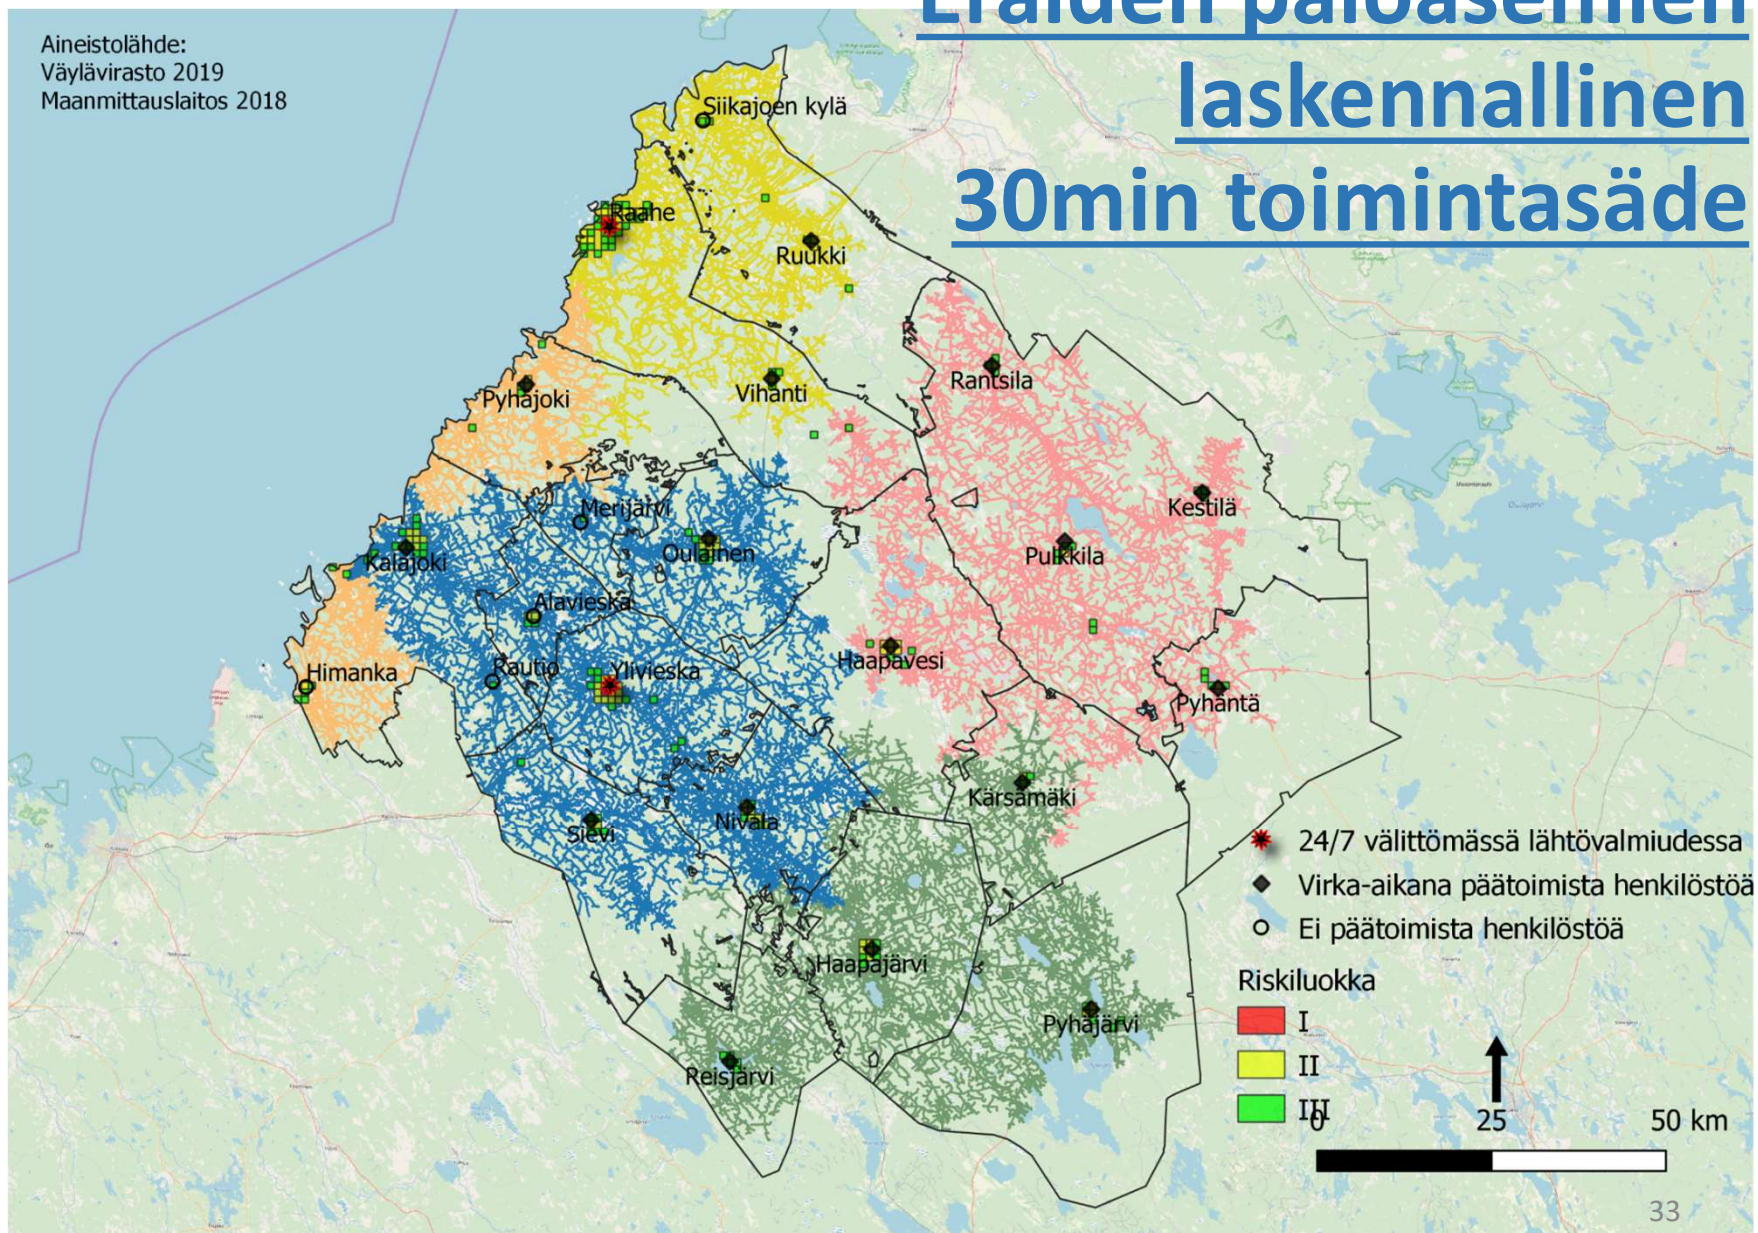 Eräiden paloasemien
laskennallinen
30min toimintasäde
Aineistolähde:
Väylävirasto 2019
Maanmittauslaitos 2018
Siikajoen kylä
Raahe
Ruukki
Vihanti
Pyhäjoki
Rantsila
Kestilä
Pulkkila
Merijärvi
Oulainen
Kalajoki
Alavieska
Himanka
Rautio
Ylivieska
Haapavesi
Pyhäntä
Kärsämäki
Sievi
Nivala
Haapajärvi
Pyhäjärvi
Reisjärvi
24/7 välittömässä lähtövalmiudessa
Virka-aikana päätoimista henkilöstöä
Ei päätoimista henkilöstöä
Riskiluokka
I
II
III
0 25 50 km
33